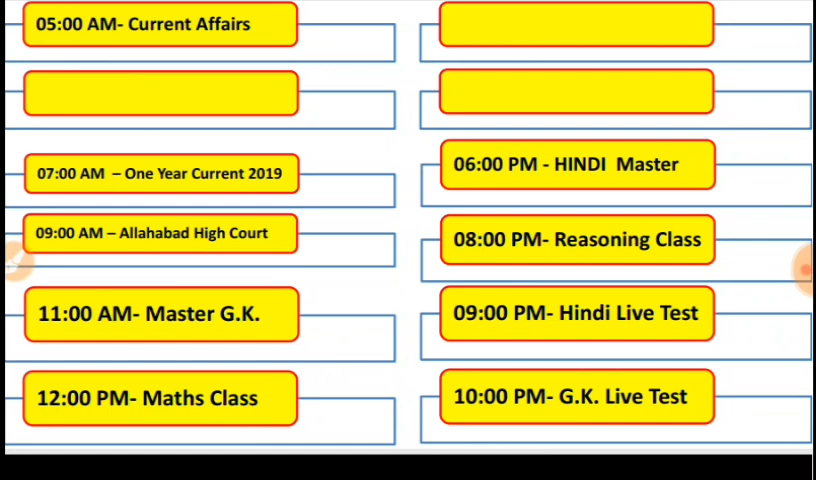 05:00 AM- Current Affairs
07:00 AM – One Year Current 2019
09:00 AM – Allahabad High Court
11:00 AM- Master G.K.
12:00 PM- Maths Class
06:00 PM - HINDI Master
08:00 PM- Reasoning Class
09:00 PM- Hindi Live Test
10:00 PM- G.K. Live Test